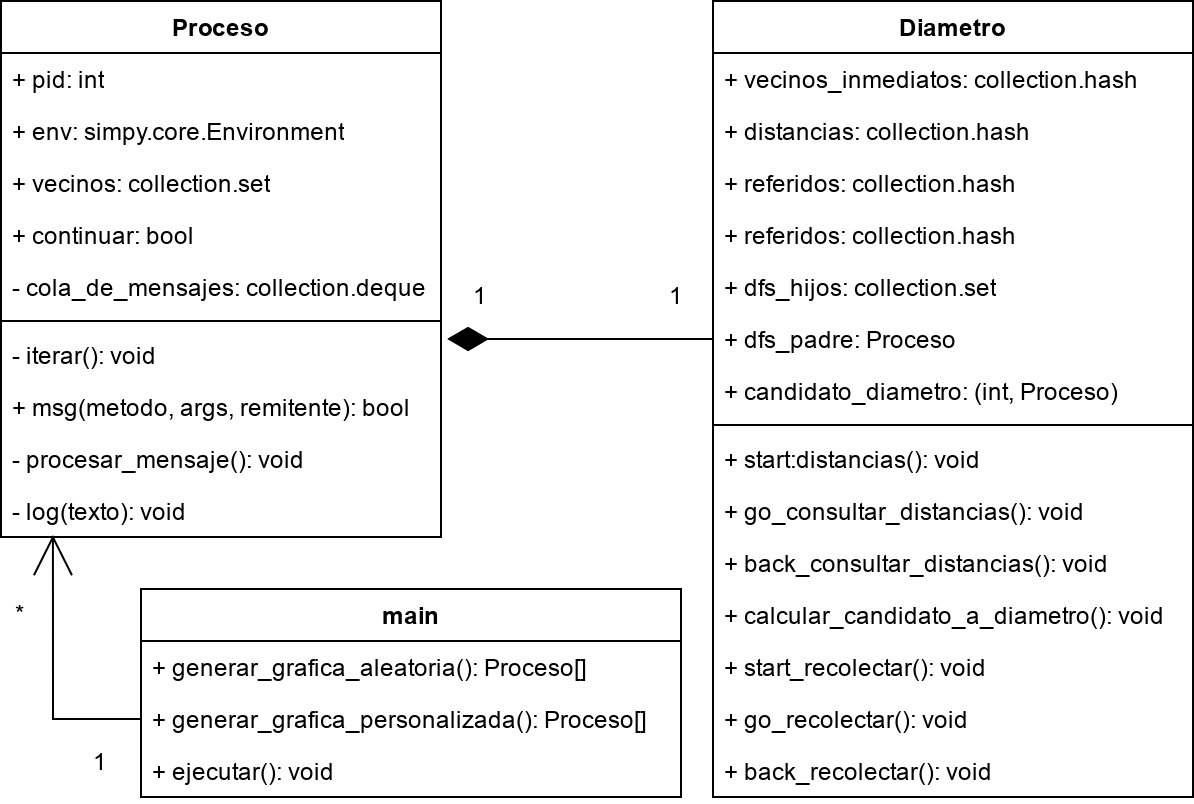 Proceso
+ pid: int
+ env: simpy.core.Environment
+ vecinos: collection.set
+ continuar: bool
- cola_de_mensajes: collection.deque
- iterar(): void
+ msg(metodo, args, remitente): bool
- procesar_mensaje(): void
- log(texto): void
1
1
Diametro
+ vecinos_inmediatos: collection.hash
+ distancias: collection.hash
+ referidos: collection.hash
+ referidos: collection.hash
+ dfs_hijos: collection.set
+ dfs_padre: Proceso
+ candidato_diametro: (int, Proceso)
+ start:distancias(): void
+ go_consultar_distancias(): void
+ back_consultar_distancias(): void
+ calcular_candidato_a_diametro(): void
+ start_recolectar(): void
+ go_recolectar(): void
+ back_recolectar(): void
*
1
main
+ generar_grafica_aleatoria(): Proceso[]
+ generar_grafica_personalizada(): Proceso[]
+ ejecutar(): void